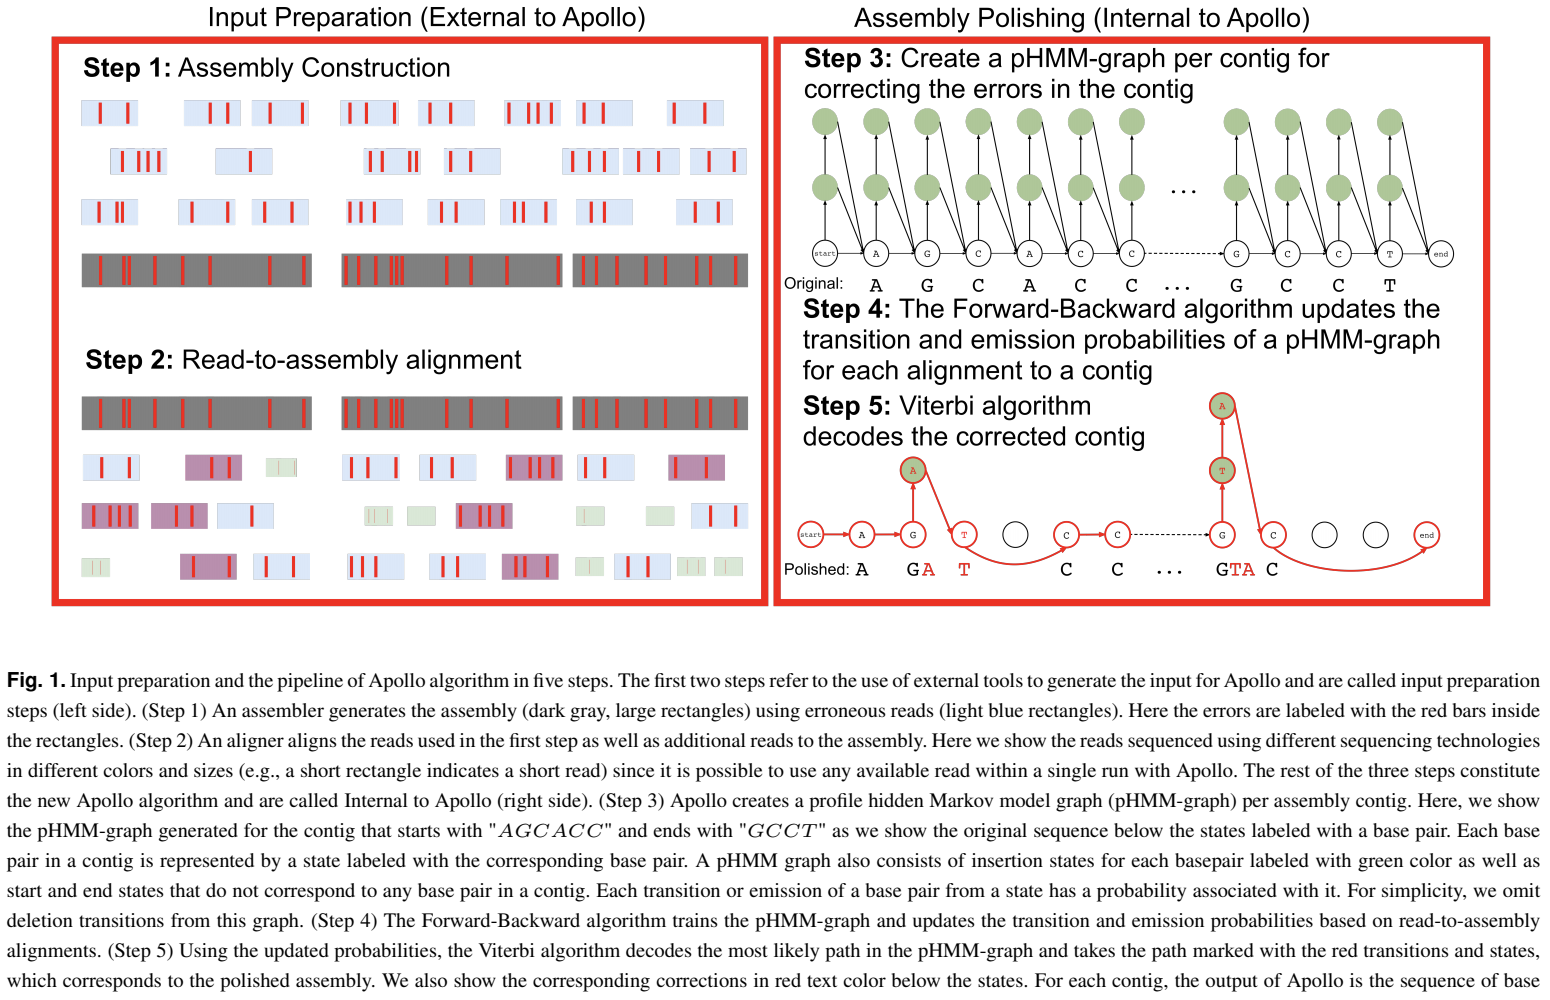 Input Preparation (External to Apollo)
Assembly Polishing (Internal to Apollo)
Step 1: Assembly Construction
Step 2: Read-to-assembly alignment
Step 3: Create a pHMM-graph per contig for
correcting the errors in the contig
start A G C A C C G C C T end
...
Original: A G C A C C ... G C C T
Step 4: The Forward-Backward algorithm updates the
transition and emission probabilities of a pHMM-graph
for each alignment to a contig
Step 5: Viterbi algorithm
decodes the corrected contig
A
A T
start A G T C C G C end
Polished: A GA T C C ... GTA C
Fig. 1. Input preparation and the pipeline of Apollo algorithm in five steps. The first two steps refer to the use of external tools to generate the input for Apollo and are called input preparation
steps (left side). (Step 1) An assembler generates the assembly (dark gray, large rectangles) using erroneous reads (light blue rectangles). Here the errors are labeled with the red bars inside
the rectangles. (Step 2) An aligner aligns the reads used in the first step as well as additional reads to the assembly. Here we show the reads sequenced using different sequencing technologies
in different colors and sizes (e.g., a short rectangle indicates a short read) since it is possible to use any available read within a single run with Apollo. The rest of the three steps constitute
the new Apollo algorithm and are called Internal to Apollo (right side). (Step 3) Apollo creates a profile hidden Markov model graph (pHMM-graph) per assembly contig. Here, we show
the pHMM-graph generated for the contig that starts with "AGCACC" and ends with "GCCT" as we show the original sequence below the states labeled with a base pair. Each base
pair in a contig is represented by a state labeled with the corresponding base pair. A pHMM graph also consists of insertion states for each basepair labeled with green color as well as
start and end states that do not correspond to any base pair in a contig. Each transition or emission of a base pair from a state has a probability associated with it. For simplicity, we omit
deletion transitions from this graph. (Step 4) The Forward-Backward algorithm trains the pHMM-graph and updates the transition and emission probabilities based on read-to-assembly
alignments. (Step 5) Using the updated probabilities, the Viterbi algorithm decodes the most likely path in the pHMM-graph and takes the path marked with the red transitions and states,
which corresponds to the polished assembly. We also show the corresponding corrections in red text color below the states. For each contig, the output of Apollo is the sequence of base